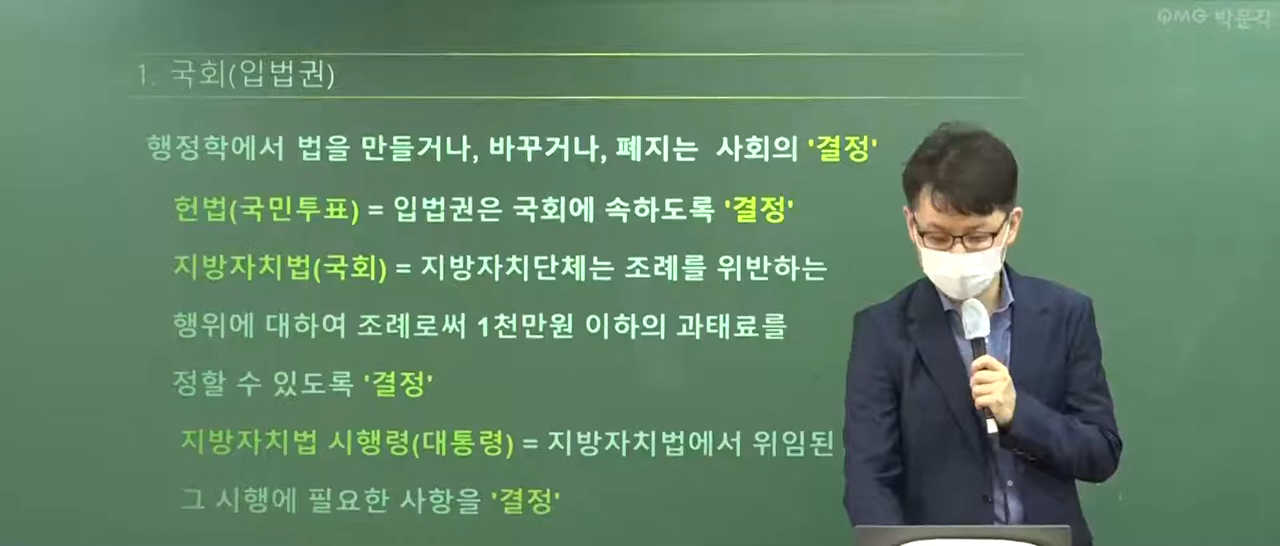 PMG 박문각
1. 국회(입법권)
행정학에서 법을 만들거나, 바꾸거나, 폐지는 사회의 '결정'
헌법(국민투표) = 입법권은 국회에 속하도록 '결정'
지방자치법(국회) = 지방자치단체는 조례를 위반하는
행위에 대하여 조례로써 1천만원 이하의 과태료를
정할 수 있도록 '결정'
지방자치법 시행령(대통령) = 지방자치법에서 위임된
그 시행에 필요한 사항을 '결정'